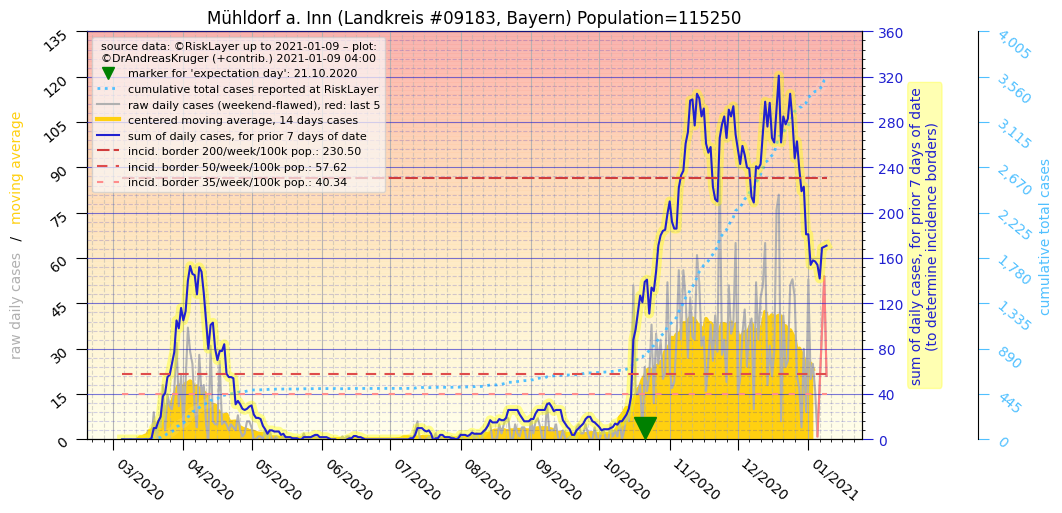 Mühldorf a. Inn (Landkreis #09183, Bayern) Population=115250
source data: ©RiskLayer up to 2021-01-09 – plot:
©DrAndreasKruger (+contrib.) 2021-01-09 04:00
marker for 'expectation day': 21.10.2020
cumulative total cases reported at RiskLayer
raw daily cases (weekend-flawed), red: last 5
centered moving average, 14 days cases
sum of daily cases, for prior 7 days of date
incid. border 200/week/100k pop.: 230.50
incid. border 50/week/100k pop.: 57.62
incid. border 35/week/100k pop.: 40.34
raw daily cases / moving average
135
120
105
90
75
60
45
30
15
0
03/2020
04/2020
05/2020
06/2020
07/2020
08/2020
09/2020
10/2020
11/2020
12/2020
01/2021
360
320
280
240
200
160
120
80
40
0
sum of daily cases, for prior 7 days of date
(to determine incidence borders)
4,005
3,560
3,115
2,670
2,225
1,780
1,335
890
445
0
cumulative total cases